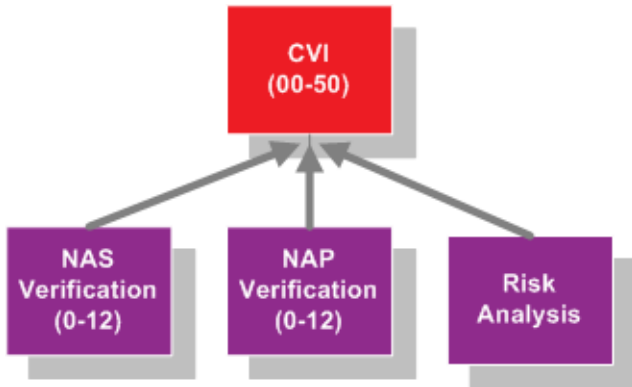 CVI
(00-50)
NAS
Verification
(0-12)
NAP
Verification
(0-12)
Risk
Analysis